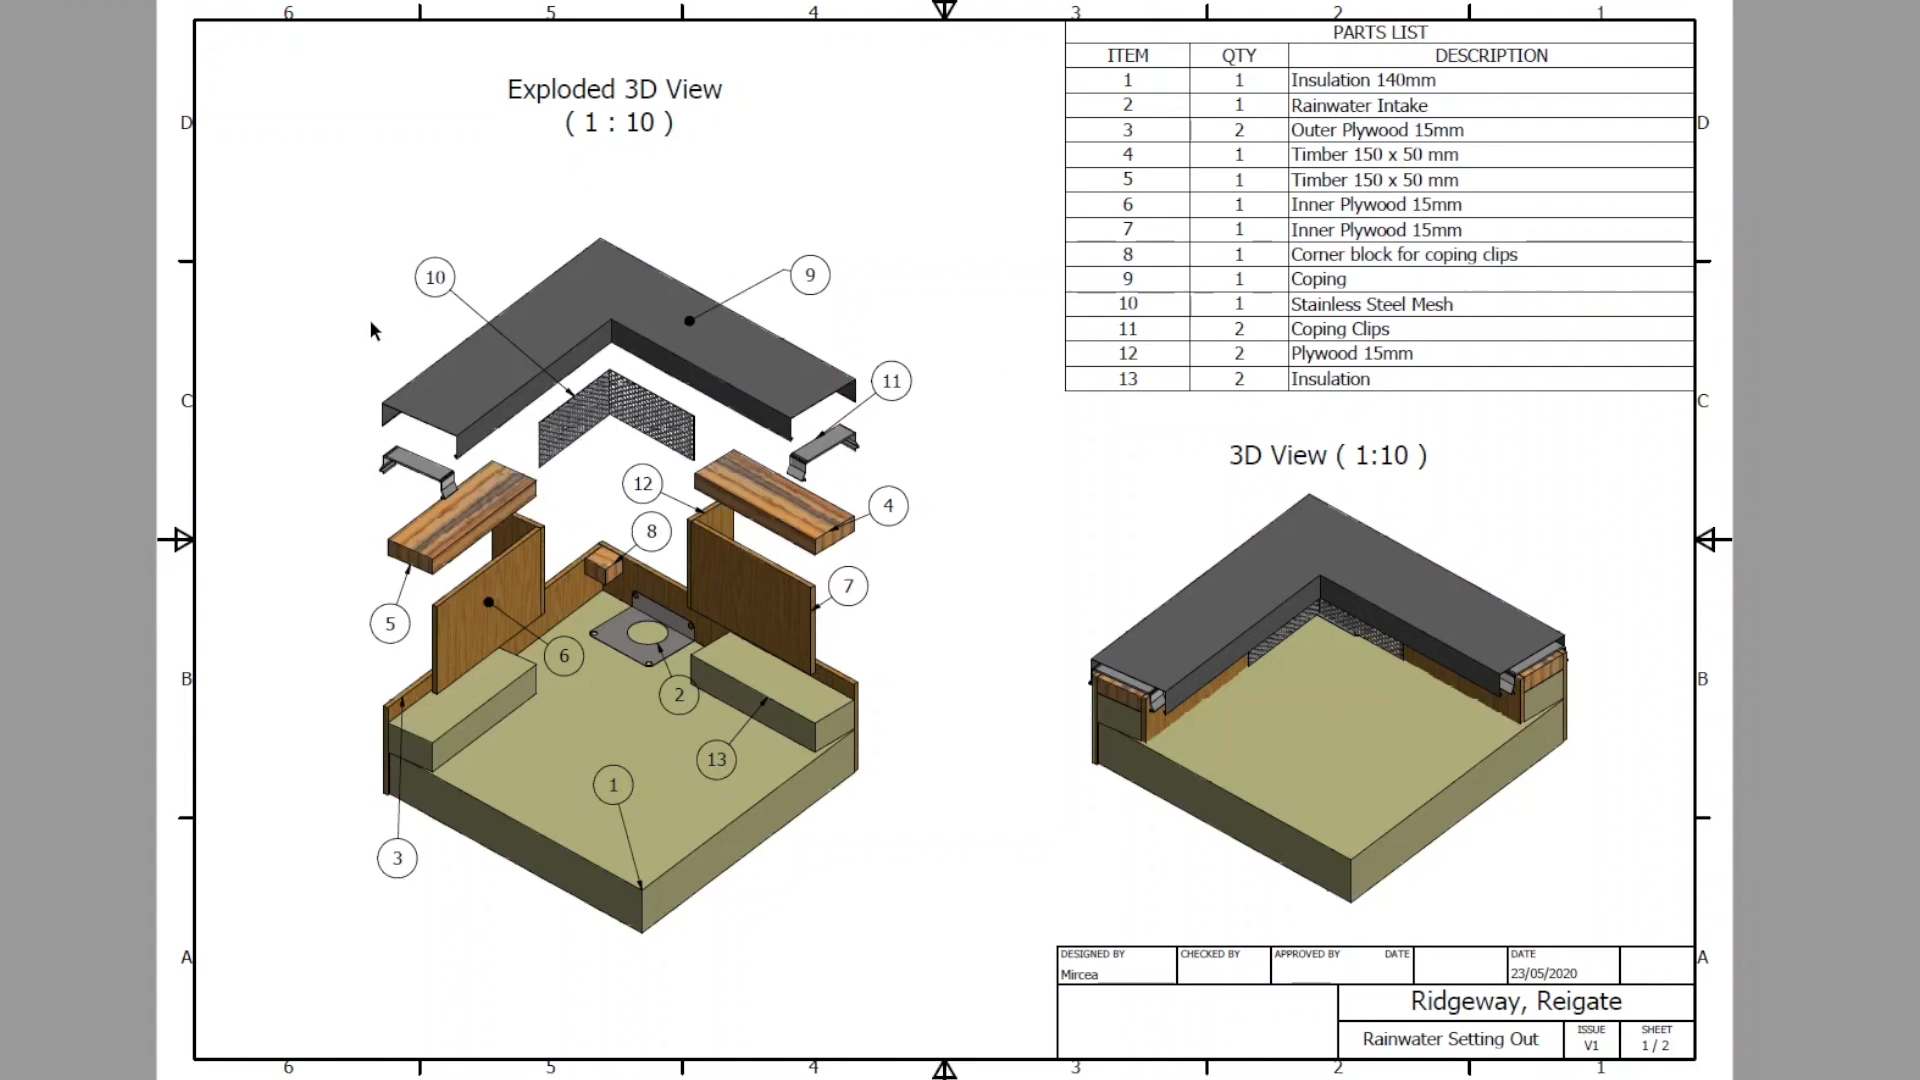 6 5 4 3 2 1
PARTS LIST
ITEM QTY DESCRIPTION
1 1 Insulation 140mm
2 1 Rainwater Intake
3 2 Outer Plywood 15mm
4 1 Timber 150 x 50 mm
5 1 Timber 150 x 50 mm
6 1 Inner Plywood 15mm
7 1 Inner Plywood 15mm
8 1 Corner block for coping clips
9 1 Coping
10 1 Stainless Steel Mesh
11 2 Coping Clips
12 2 Plywood 15mm
13 2 Insulation
Exploded 3D View
( 1 : 10 )
D D
10 9
11
C C
12
4
8
7
5
6
2
B B
13
1
3
3D View ( 1:10 )
A A
DESIGNED BY CHECKED BY APPROVED BY DATE DATE
Mircea 23/05/2020
Ridgeway, Reigate
Rainwater Setting Out ISSUE SHEET
V1 1 / 2
6 5 4 3 2 1